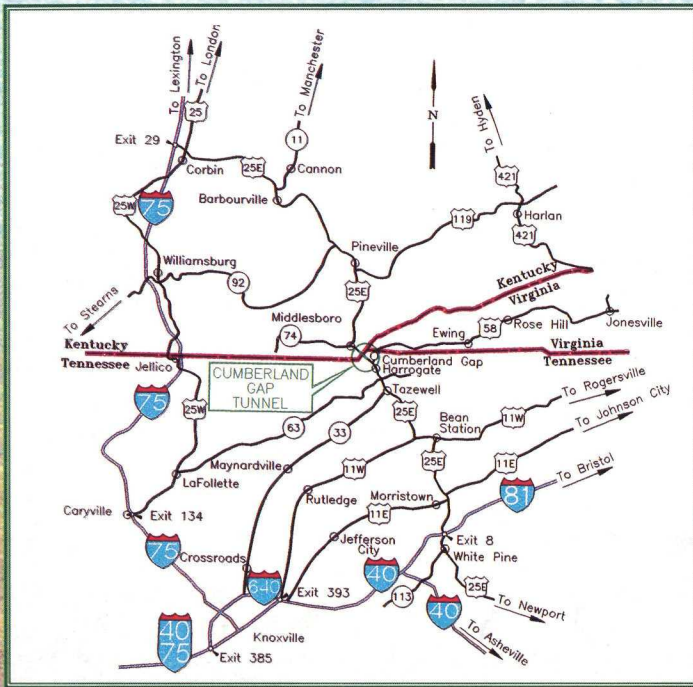 To Lexington
To London
To Manchester
25
Exit 29
11
N
To Hyden
25E
Cannon
Corbin
421
25W
75
Barbourville
119
Harlan
Pineville
421
Williamsburg
92
25E
Kentucky
Virginia
To Stearns
Middlesboro
74
Ewing
58
Rose Hill
Jonesville
Kentucky
Tennessee
Virginia
Tennessee
Jellico
Cumberland Gap
Harrogate
CUMBERLAND
GAP
TUNNEL
Tazewell
To Rogersville
75
25W
25E
11W
To Johnson City
63
33
Bean
Station
Maynardville
11W
25E
11E
To Bristol
LaFollette
Rutledge
Morristown
81
Caryville
Exit 134
11E
Exit 8
75
Jefferson
City
White Pine
Crossroads
640
Exit 393
40
113
25E
To Newport
40
75
Knoxville
40
To Asheville
Exit 385